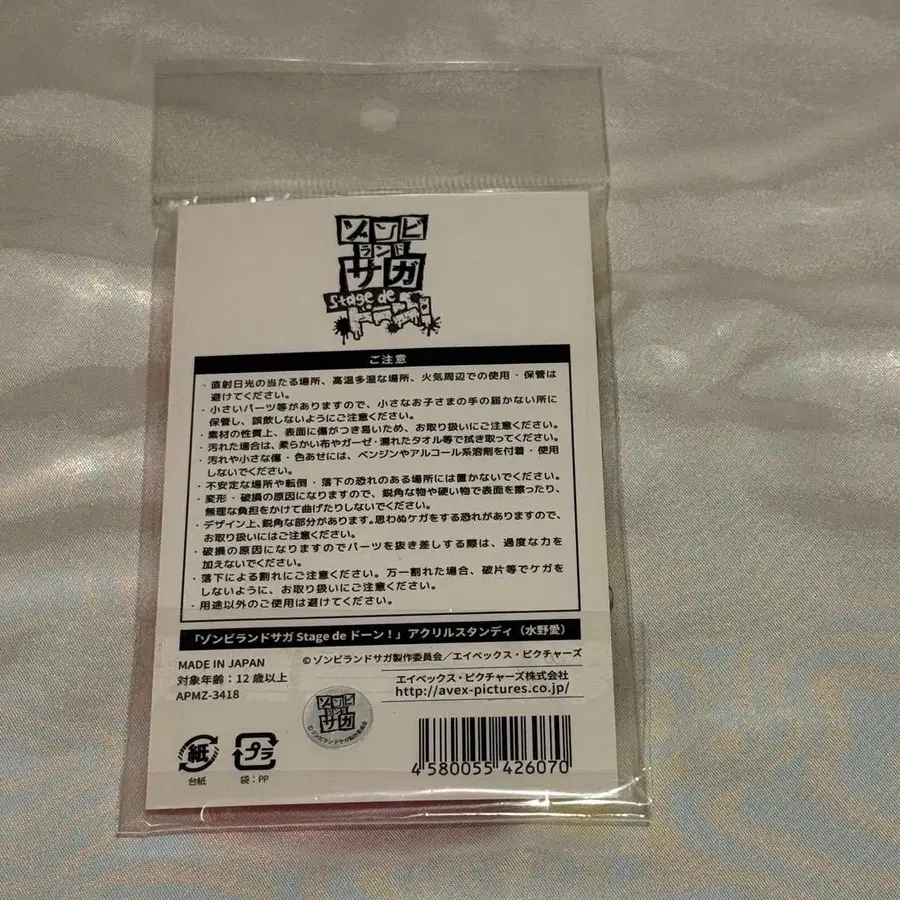 ゾンビ
ランド
サガ
Stage de
ドーン!
ご注意
・直射日光の当たる場所、高温多湿な場所、火気周辺での使用・保管は
避けてください。
・小さいパーツ等がありますので、小さなお子さまの手の届かない所に
保管し、誤飲しないようにご注意ください。
・素材の性質上、表面に傷がつき易いため、お取り扱いにご注意ください。
・汚れた場合は、柔らかい布やガーゼ・濡れたタオル等で拭き取ってください。
・汚れや小さな傷・色あせには、ベンジンやアルコール系溶剤を付着・使用
しないでください。
・不安定な場所や転倒・落下の恐れのある場所には置かないでください。
・変形・破損の原因になりますので、鋭角な物や硬い物で表面を擦ったり、
無理な負担をかけて曲げたりしないでください。
・デザイン上、鋭角な部分があります。思わぬケガをする恐れがありますので、
お取り扱いにはご注意ください。
・破損の原因になりますのでパーツを抜き差しする際は、過度な力を
加えないでください。
・落下による割れにご注意ください。万一割れた場合、破片等でケガを
しないように、お取り扱いにご注意ください。
・用途以外のご使用は避けてください。
「ゾンビランドサガ Stage de ドーン!」アクリルスタンディ(水野愛)
MADE IN JAPAN
対象年齢:12歳以上
APMZ-3418
©ゾンビランドサガ製作委員会/エイベックス・ピクチャーズ
エイベックス・ピクチャーズ株式会社
http://avex-pictures.co.jp/
ゾンビ
ランド
サガ
©ゾンビランドサガ製作委員会
紙
台紙
プラ
袋:PP
4 580055 426070